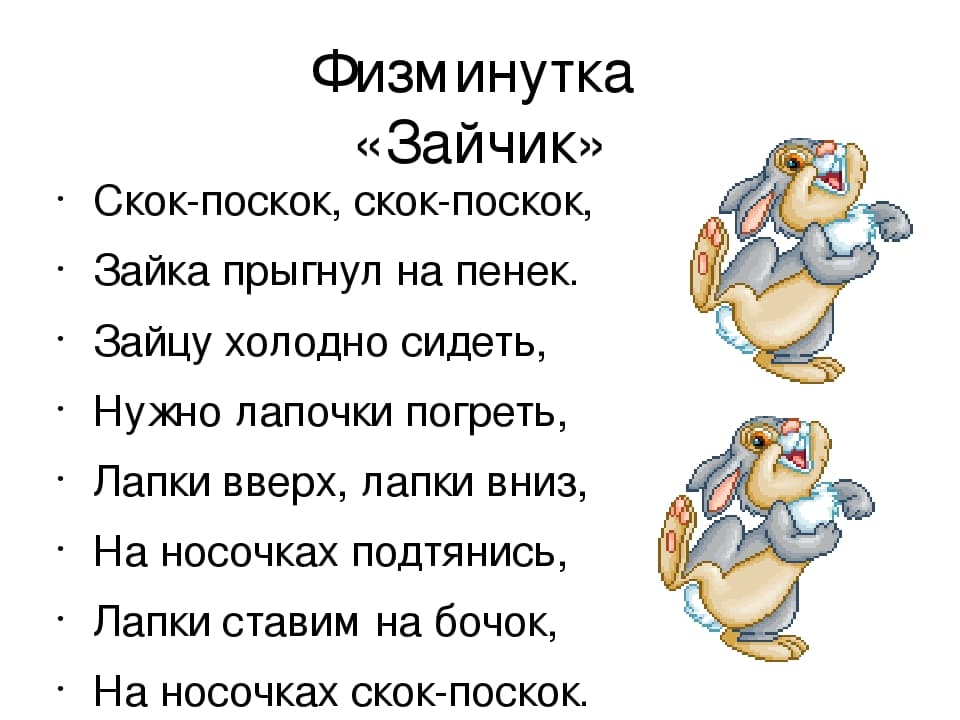 Физминутка
«Зайчик»
· Скок-поскок, скок-поскок,
· Зайка прыгнул на пенек.
· Зайцу холодно сидеть,
· Нужно лапочки погреть,
· Лапки вверх, лапки вниз,
· На носочках подтянись,
· Лапки ставим на бочок,
· На носочках скок-поскок.